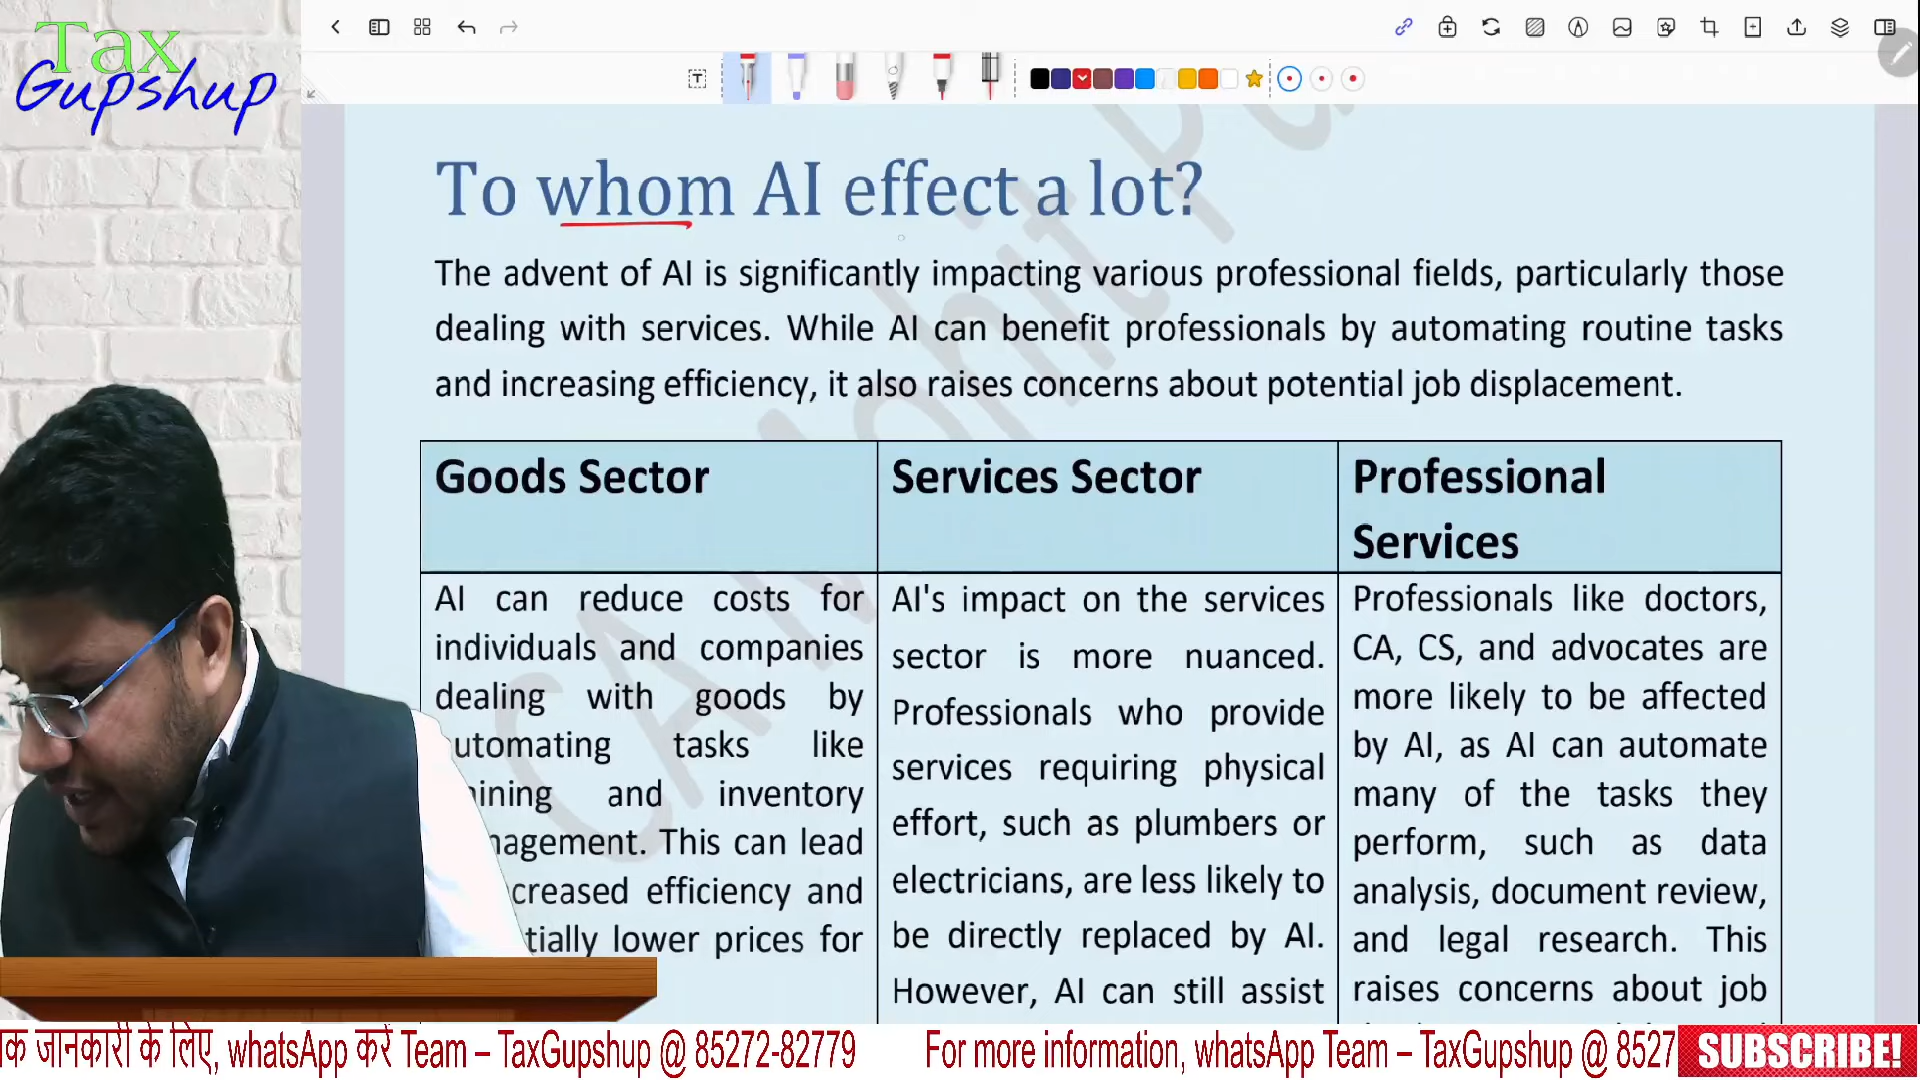 Tax
Gupshup
To whom AI effect a lot?
The advent of AI is significantly impacting various professional fields, particularly those
dealing with services. While AI can benefit professionals by automating routine tasks
and increasing efficiency, it also raises concerns about potential job displacement.
Goods Sector
AI can reduce costs for
individuals and companies
dealing with goods by
utomating tasks like
ining and inventory
nagement. This can lead
creased efficiency and
tially lower prices for
Services Sector
AI's impact on the services
sector is more nuanced.
Professionals who provide
services requiring physical
effort, such as plumbers or
electricians, are less likely to
be directly replaced by AI.
However, AI can still assist
Professional
Services
Professionals like doctors,
CA, CS, and advocates are
more likely to be affected
by AI, as AI can automate
many of the tasks they
perform, such as data
analysis, document review,
and legal research. This
raises concerns about job
CA Mohit
क जानकारी के लिए, whatsApp करें Team – TaxGupshup @ 85272-82779 For more information, whatsApp Team – TaxGupshup @ 8527
SUBSCRIBE!